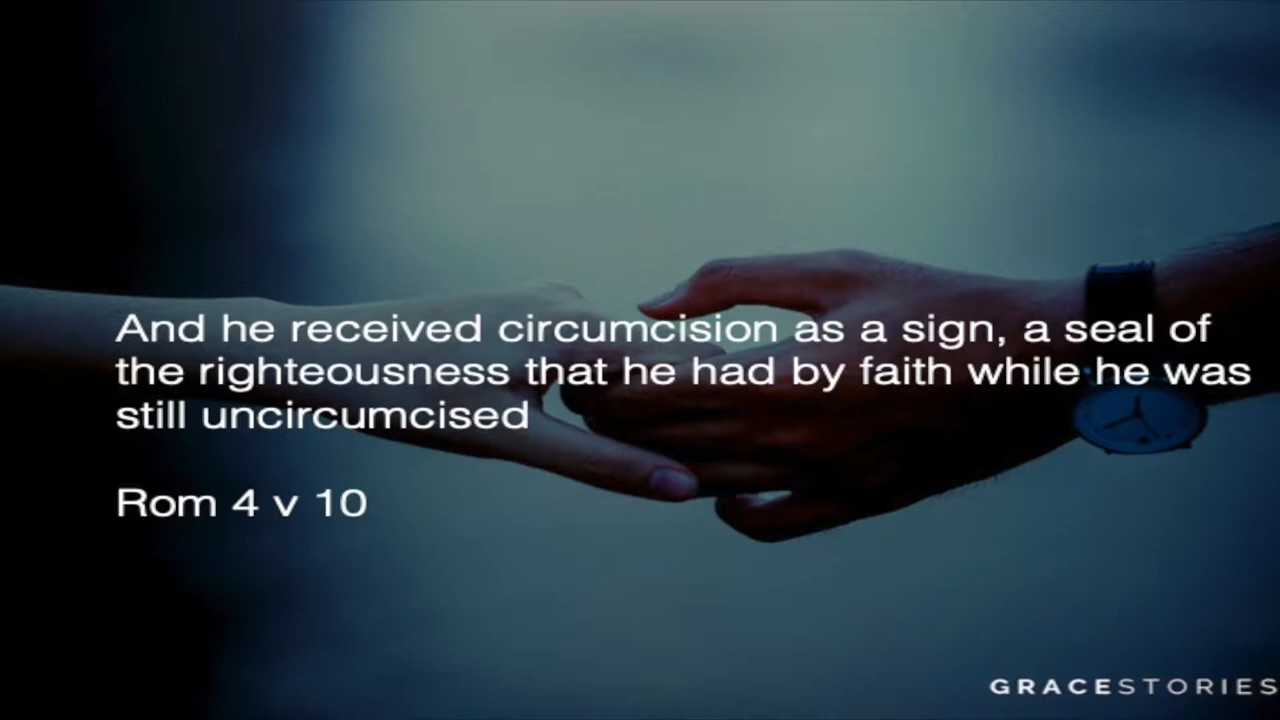 And he received circumcision as a sign, a seal of
the righteousness that he had by faith while he was
still uncircumcised
Rom 4 v 10
GRACESTORIES